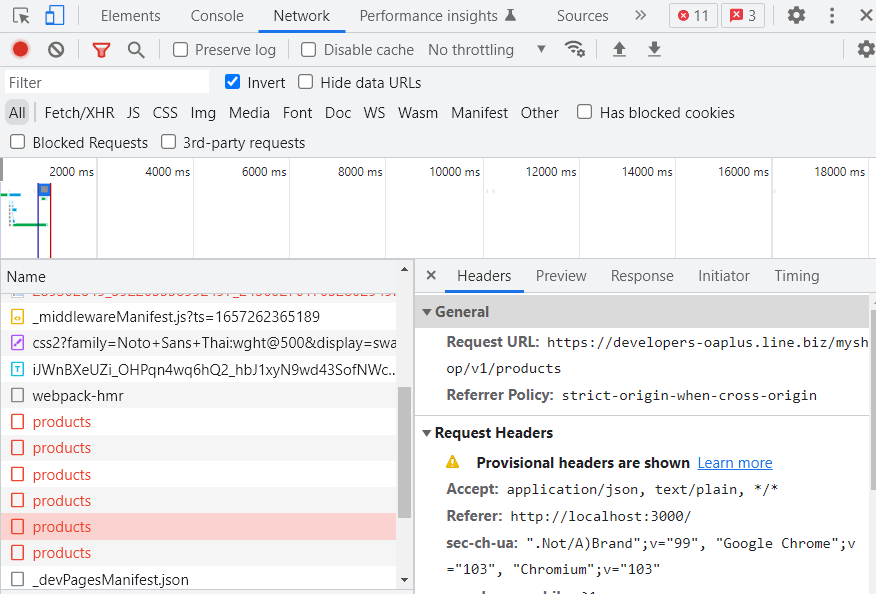 Elements Console Network Performance insights Sources 11 3
Preserve log Disable cache No throttling
Filter Invert Hide data URLs
All Fetch/XHR JS CSS Img Media Font Doc WS Wasm Manifest Other Has blocked cookies
Blocked Requests 3rd-party requests
2000 ms 4000 ms 6000 ms 8000 ms 10000 ms 12000 ms 14000 ms 16000 ms 18000 ms
Name
_middlewareManifest.js?ts=1657262365189
css2?family=Noto+Sans+Thai:wght@500&display=swa
iJWnBXeUZi_OHPqn4wq6hQ2_hbJ1xyN9wd43SofNWc...
webpack-hmr
products
products
products
products
products
products
_devPagesManifest.json
Headers Preview Response Initiator Timing
General
Request URL: https://developers-oaplus.line.biz/mysh
op/v1/products
Referrer Policy: strict-origin-when-cross-origin
Request Headers
Provisional headers are shown Learn more
Accept: application/json, text/plain, */*
Referer: http://localhost:3000/
sec-ch-ua: ".Not/A)Brand";v="99", "Google Chrome";v
="103", "Chromium";v="103"